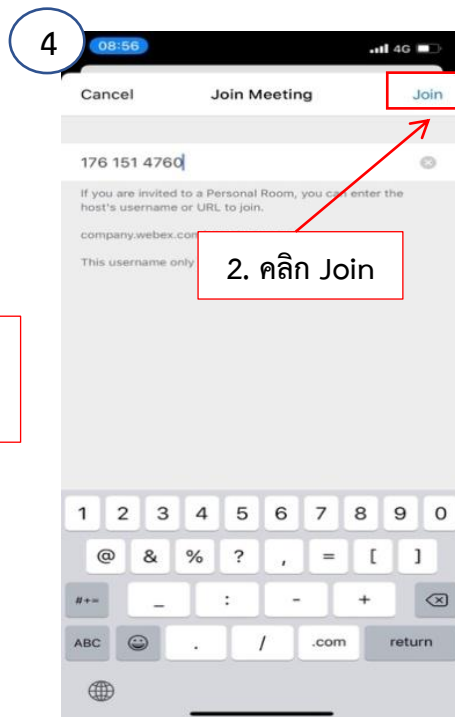 4
08:56
4G
Cancel Join Meeting Join
176 151 4760
If you are invited to a Personal Room, you can enter the
host's username or URL to join.
company.webex.com
This username only
2. คลิก Join
1 2 3 4 5 6 7 8 9 0
@ & % ? , = [ ]
#+= _ : - + 
ABC . / .com return